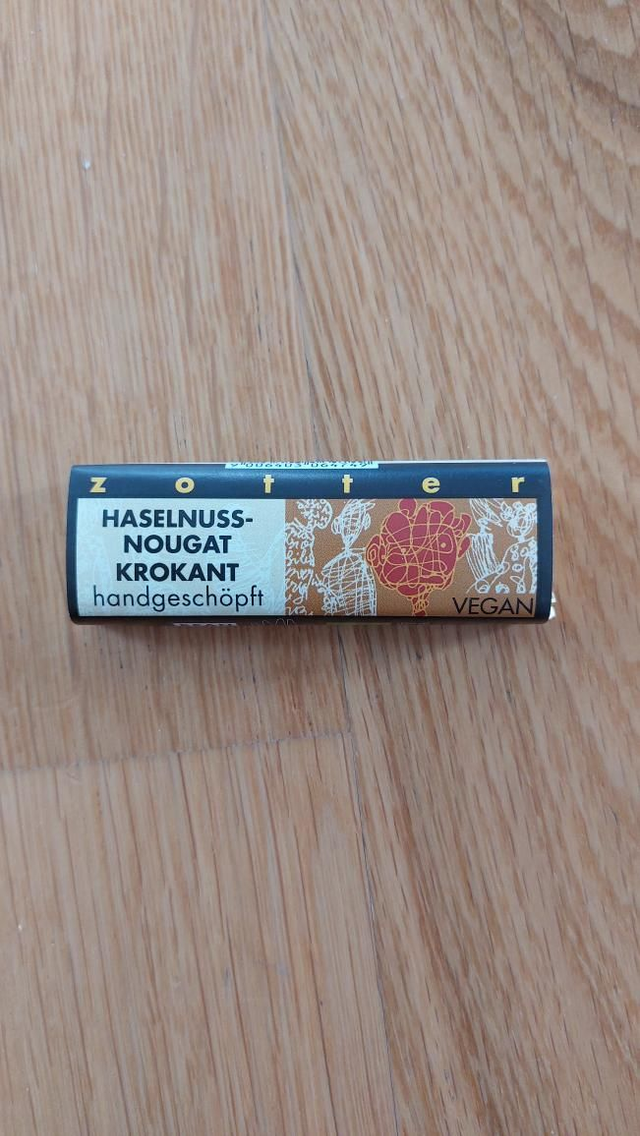 zotter
HASELNUSS-
NOUGAT
KROKANT
handgeschöpft
VEGAN